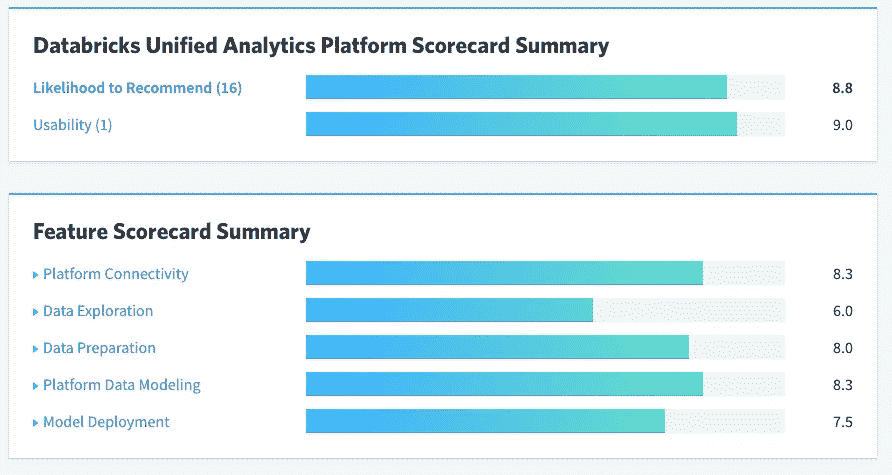 Databricks Unified Analytics Platform Scorecard Summary
Likelihood to Recommend (16) 8.8
Usability (1) 9.0
Feature Scorecard Summary
Platform Connectivity 8.3
Data Exploration 6.0
Data Preparation 8.0
Platform Data Modeling 8.3
Model Deployment 7.5